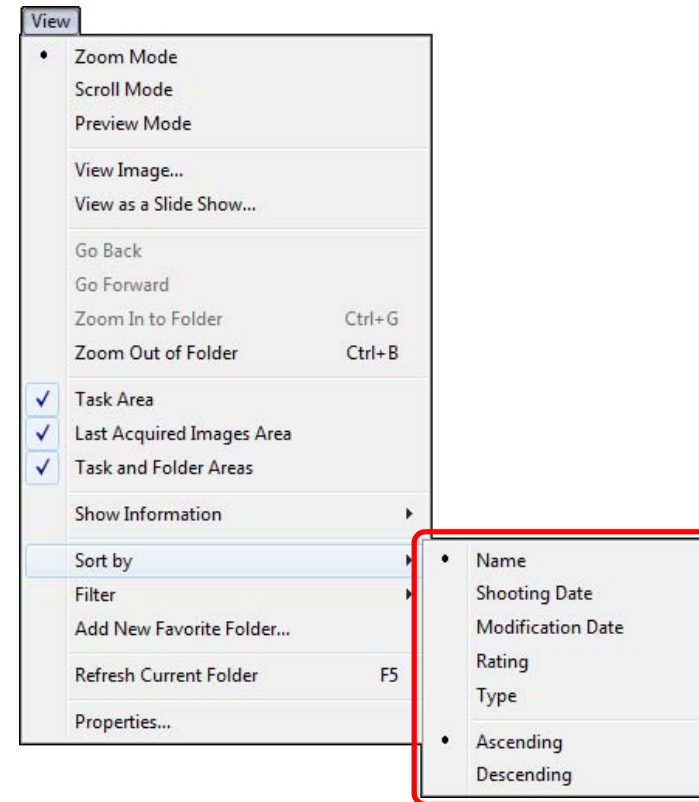 View
Zoom Mode
Scroll Mode
Preview Mode
View Image...
View as a Slide Show...
Go Back
Go Forward
Zoom In to Folder Ctrl+G
Zoom Out of Folder Ctrl+B
Task Area
Last Acquired Images Area
Task and Folder Areas
Show Information
Sort by
Filter
Add New Favorite Folder...
Refresh Current Folder F5
Properties...
Name
Shooting Date
Modification Date
Rating
Type
Ascending
Descending